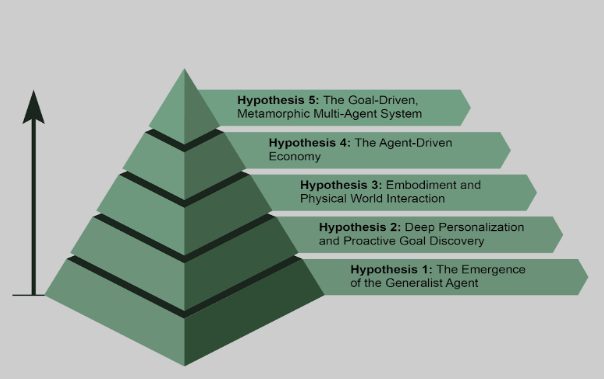 Hypothesis 5: The Goal-Driven,
Metamorphic Multi-Agent System
Hypothesis 4: The Agent-Driven
Economy
Hypothesis 3: Embodiment and
Physical World Interaction
Hypothesis 2: Deep Personalization
and Proactive Goal Discovery
Hypothesis 1: The Emergence
of the Generalist Agent